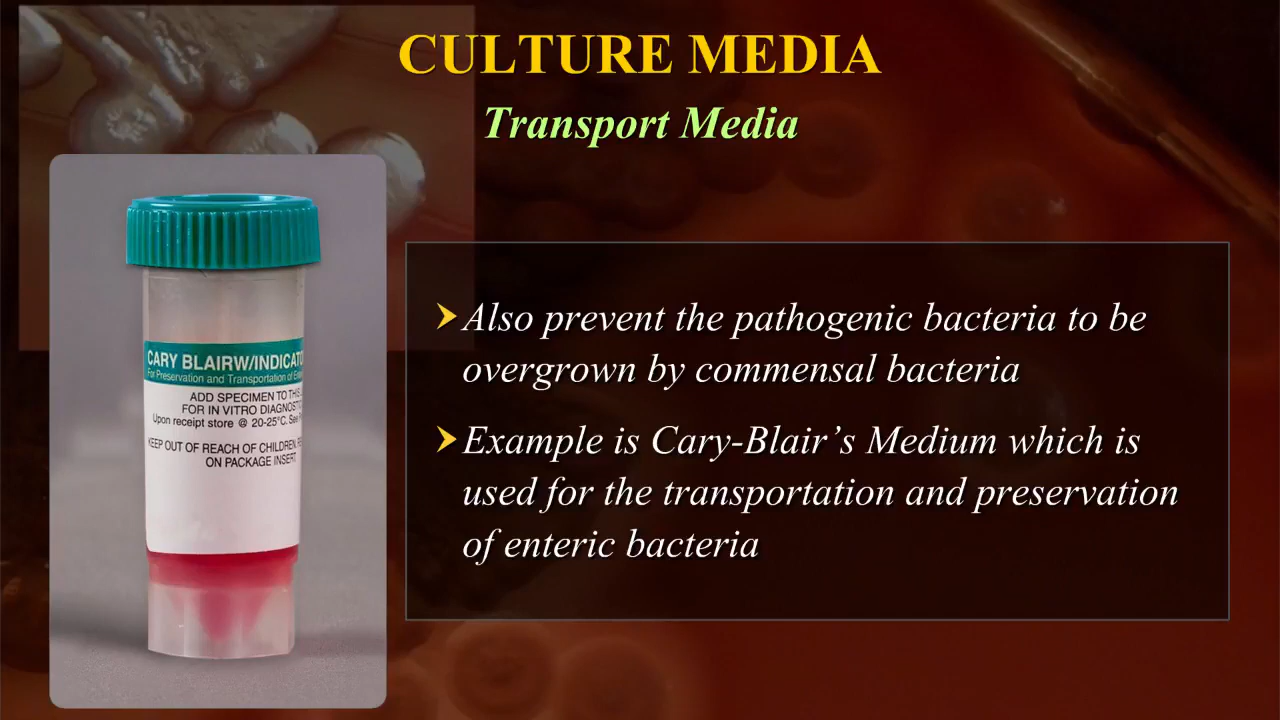 CULTURE MEDIA
Transport Media
CARY BLAIRW/INDICATO
For Preservation and Transportation of
ADD SPECIMEN TO
FOR IN VITRO DIAGNOST
Upon receipt store @ 20-25°C. See
KEEP OUT OF REACH OF CHILDREN,
ON PACKAGE INSERT
Also prevent the pathogenic bacteria to be
overgrown by commensal bacteria
Example is Cary-Blair’s Medium which is
used for the transportation and preservation
of enteric bacteria